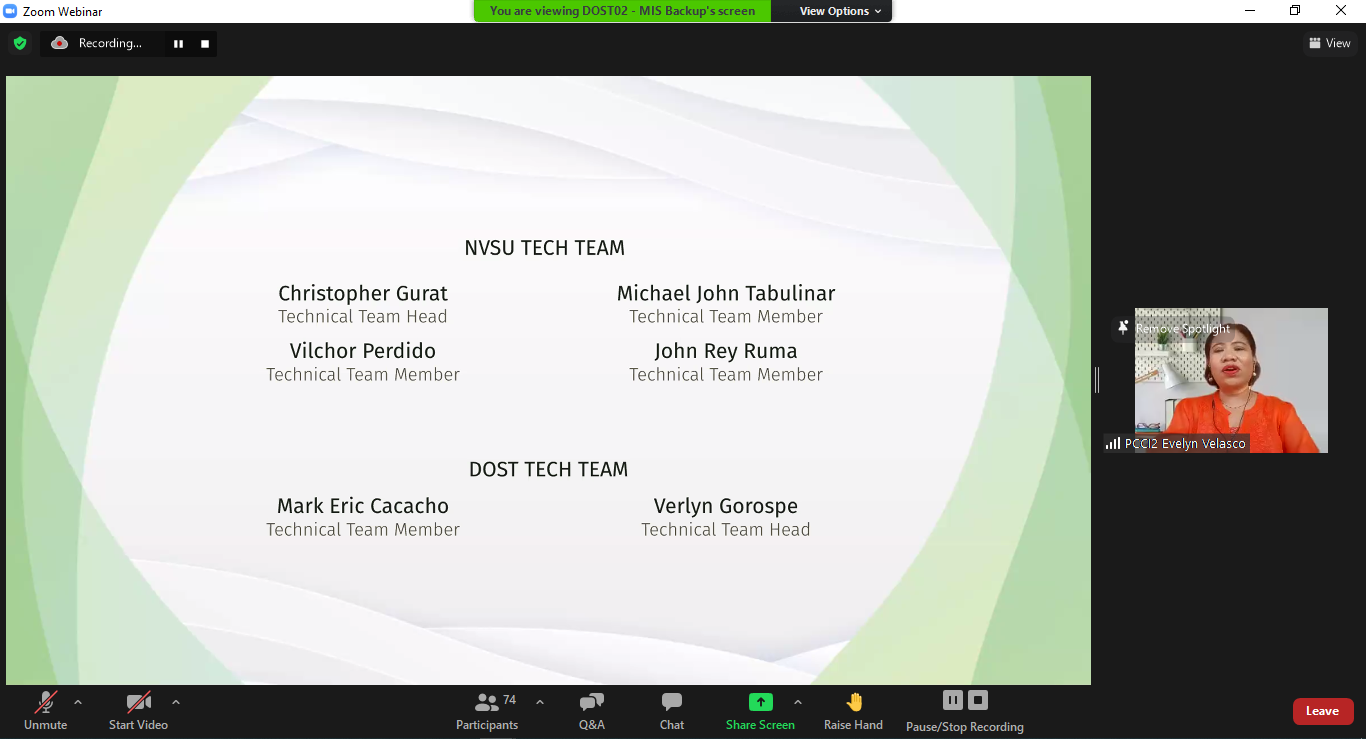 Zoom Webinar
You are viewing DOST02 - MIS Backup's screen
View Options
Recording...
View
NVSU TECH TEAM
Christopher Gurat
Technical Team Head
Michael John Tabulinar
Technical Team Member
Vilchor Perdido
Technical Team Member
John Rey Ruma
Technical Team Member
DOST TECH TEAM
Mark Eric Cacacho
Technical Team Member
Verlyn Gorospe
Technical Team Head
Remove Spotlight
PCCI2 Evelyn Velasco
Unmute
Start Video
74
Participants
Q&A
Chat
Share Screen
Raise Hand
Pause/Stop Recording
Leave